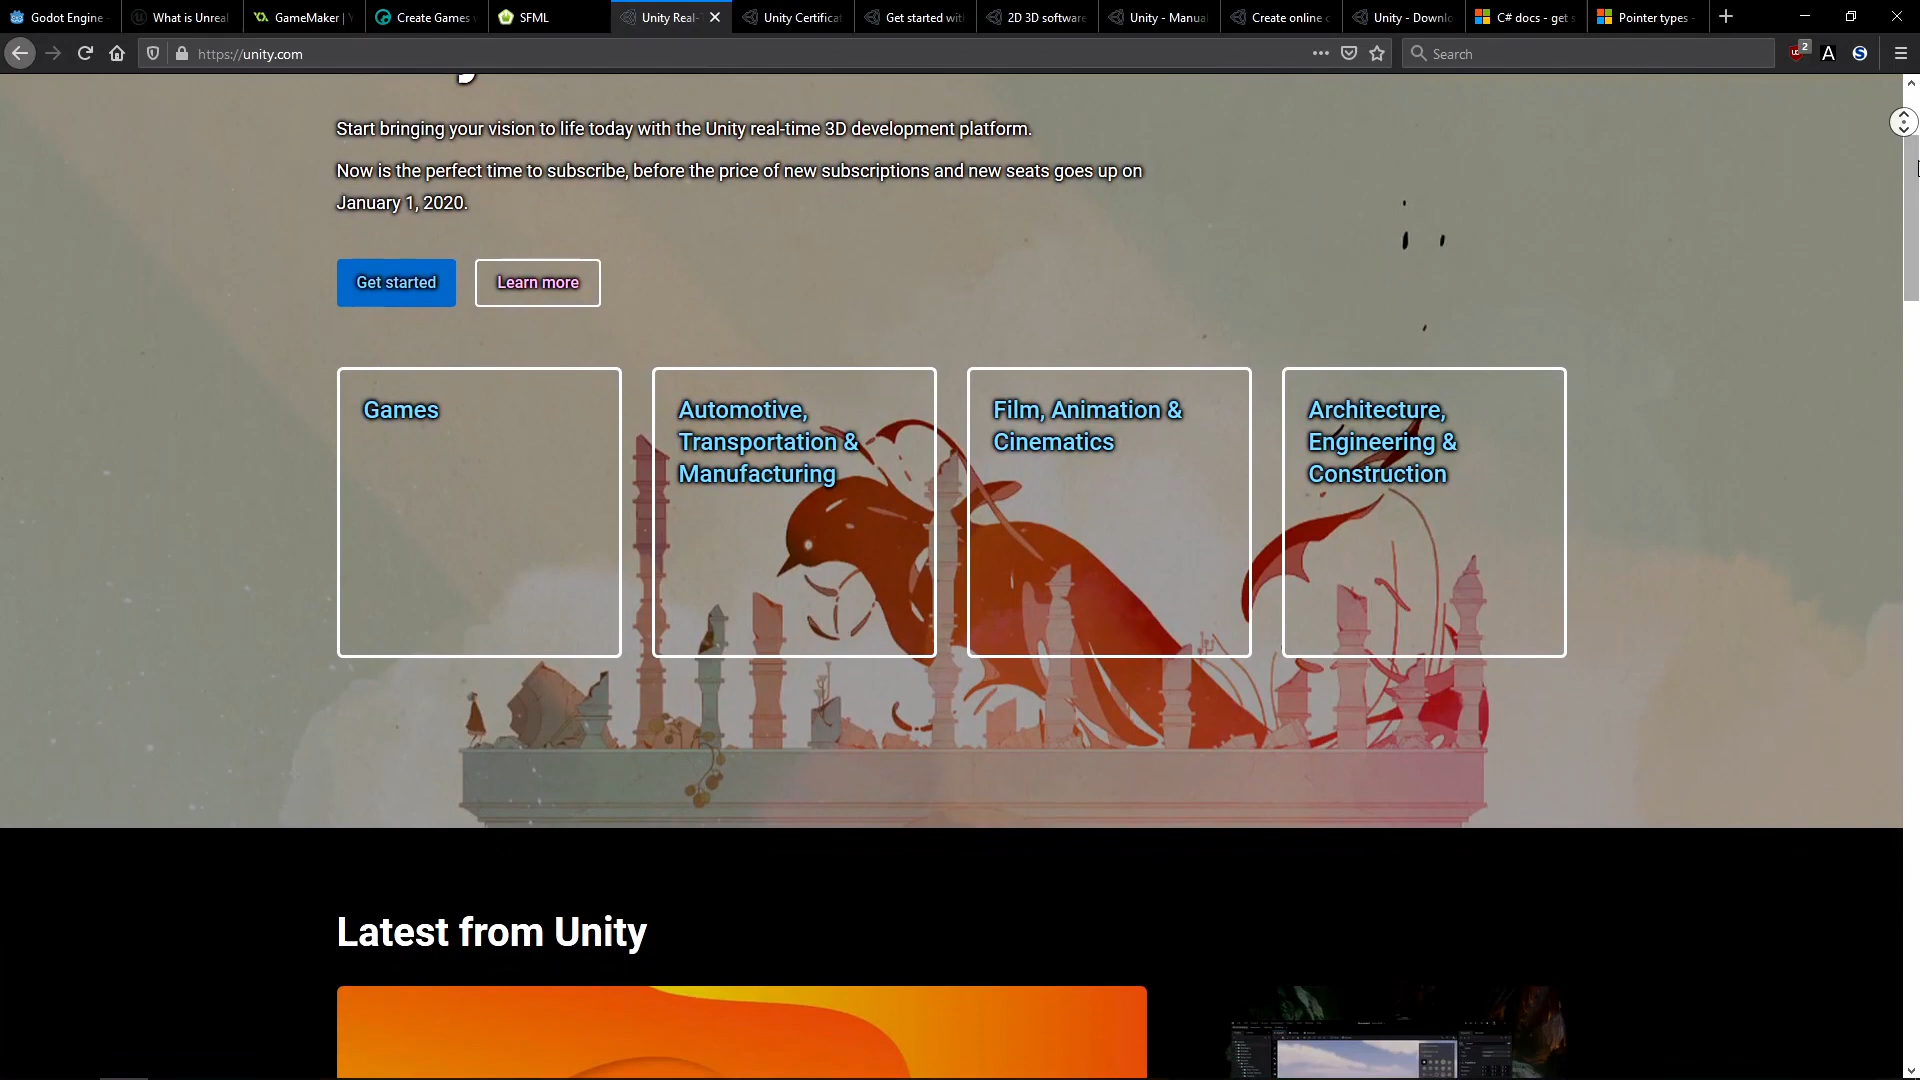 Godot Engine -
What is Unreal
GameMaker |
Create Games
SFML
Unity Real-
Unity Certificat
Get started wit
2D 3D software
Unity - Manua
Create online
Unity - Downlo
C# docs - get s
Pointer types -
https://unity.com
Search
2
Start bringing your vision to life today with the Unity real-time 3D development platform.
Now is the perfect time to subscribe, before the price of new subscriptions and new seats goes up on
January 1, 2020.
Get started
Learn more
Games
Automotive,
Transportation &
Manufacturing
Film, Animation &
Cinematics
Architecture,
Engineering &
Construction
Latest from Unity